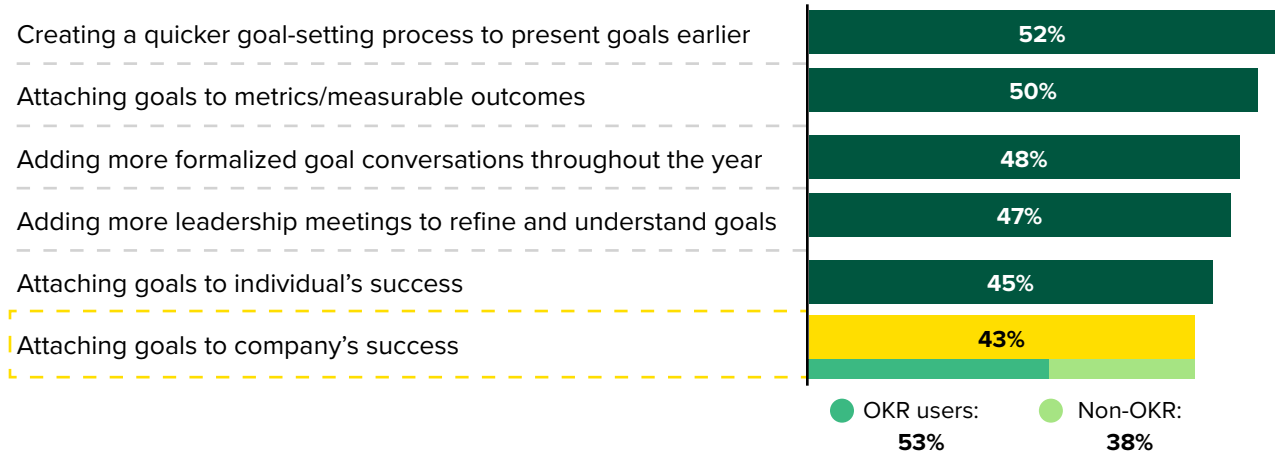 Creating a quicker goal-setting process to present goals earlier 52%
Attaching goals to metrics/measurable outcomes 50%
Adding more formalized goal conversations throughout the year 48%
Adding more leadership meetings to refine and understand goals 47%
Attaching goals to individual’s success 45%
Attaching goals to company’s success 43%
OKR users: Non-OKR:
53% 38%